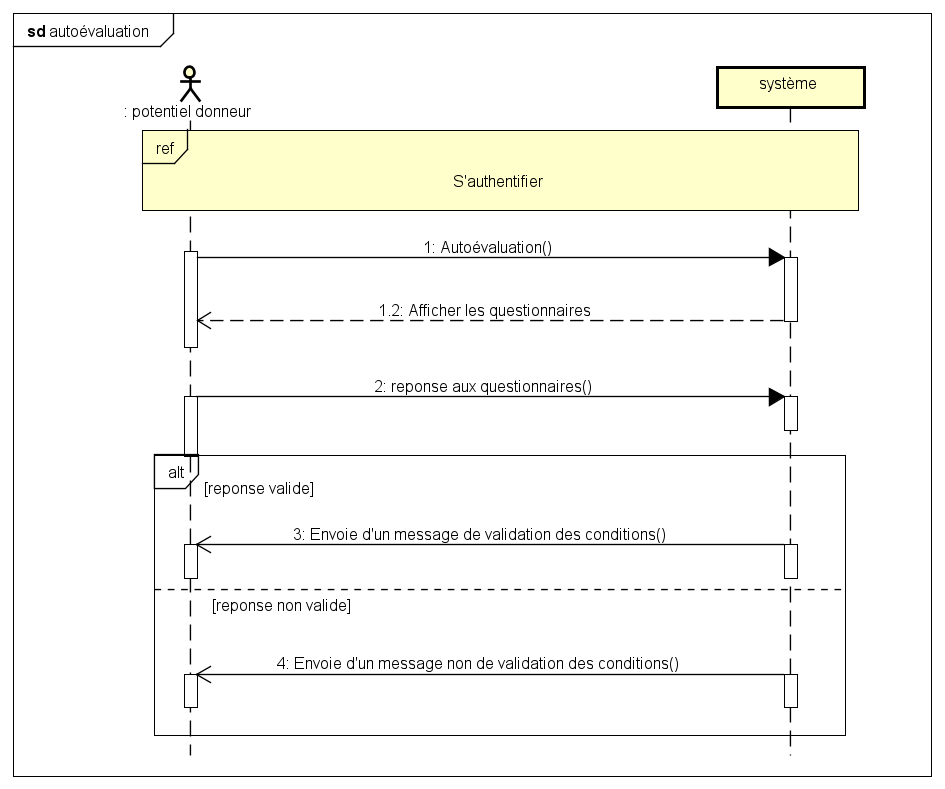 sd autoévaluation
: potentiel donneur
système
ref
S'authentifier
1: Autoévaluation()
1.2: Afficher les questionnaires
2: reponse aux questionnaires()
alt
[reponse valide]
3: Envoie d'un message de validation des conditions()
[reponse non valide]
4: Envoie d'un message non de validation des conditions()